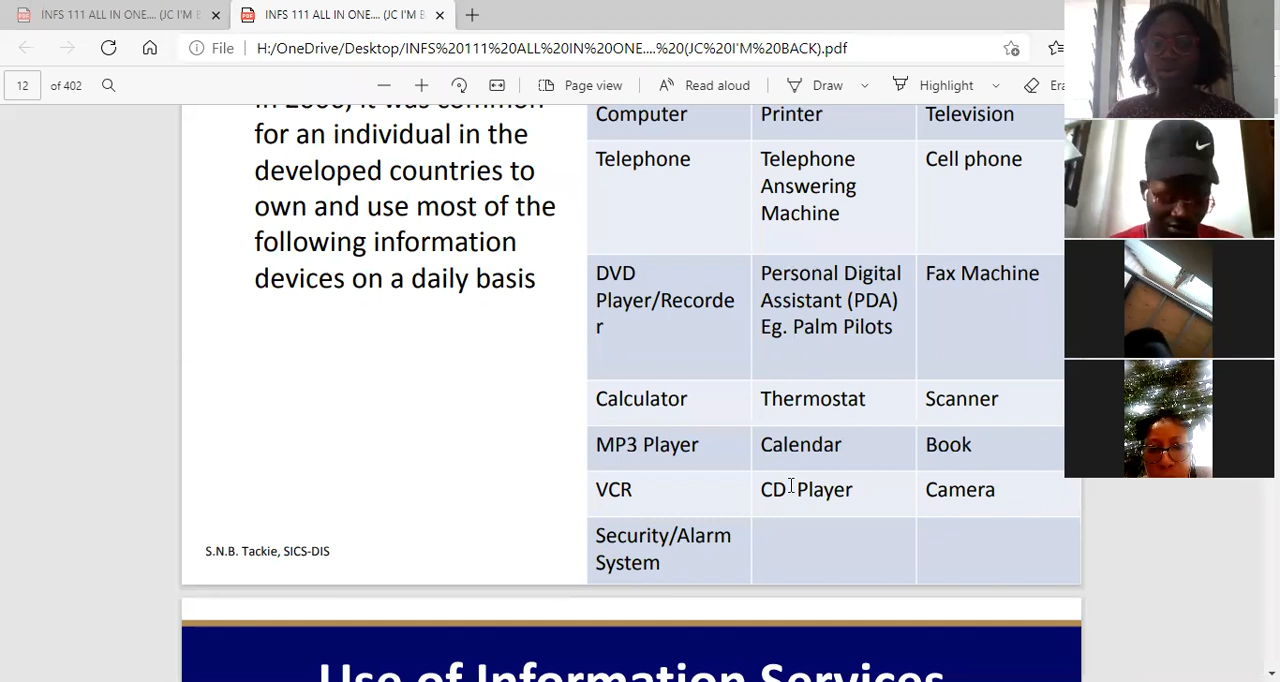 INFS 111 ALL IN ONE.... (JC I'M B
INFS 111 ALL IN ONE.... (JC I'M B
File H:/OneDrive/Desktop/INFS%20111%20ALL%20IN%20ONE....%20(JC%20I'M%20BACK).pdf
12 of 402 Page view Read aloud Draw Highlight
for an individual in the
developed countries to
own and use most of the
following information
devices on a daily basis
S.N.B. Tackie, SICS-DIS
Computer Printer Television
Telephone Telephone Cell phone
Answering
Machine
DVD Personal Digital Fax Machine
Player/Recorde Assistant (PDA)
r Eg. Palm Pilots
Calculator Thermostat Scanner
MP3 Player Calendar Book
VCR CD Player Camera
Security/Alarm
System
Use of Information Services